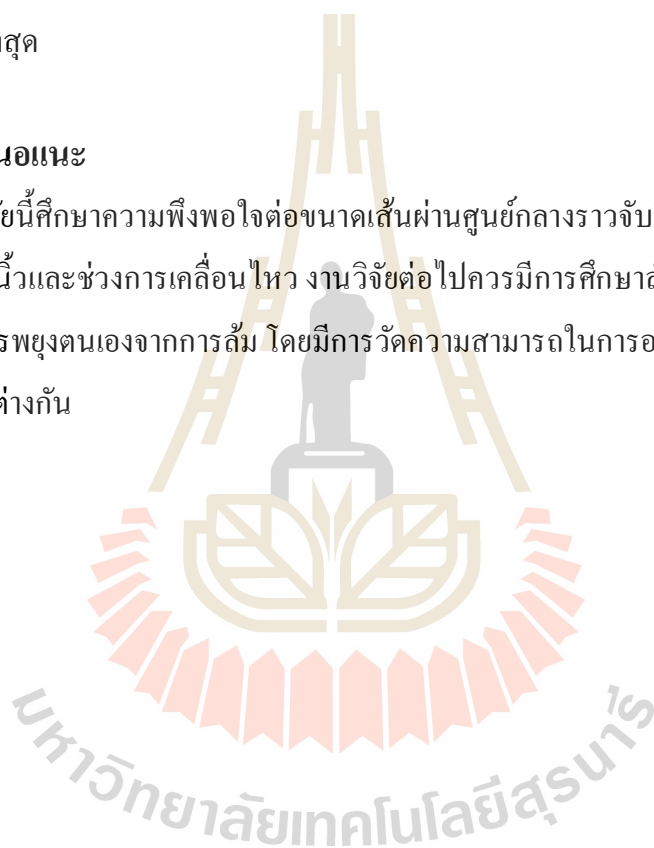 สุด
นอแนะ
ัยนี้ศึกษาความพึงพอใจต่อขนาดเส้นผ่านศูนย์กลางราวจับ
นิ้วและช่วงการเคลื่อนไหว งานวิจัยต่อไปควรมีการศึกษา
รพยุงตนเองจากการล้ม โดยมีการวัดความสามารถในการอ
ต่างกัน
มหาวิทยาลัยเทคโนโลยีสุรนารี